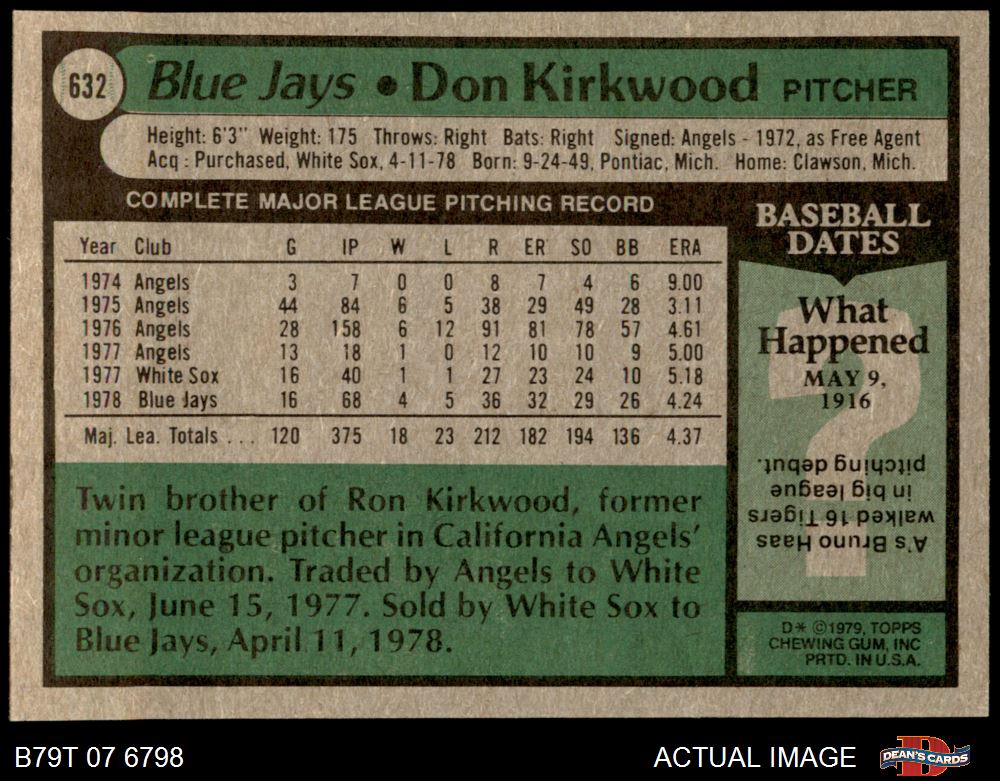 632 Blue Jays • Don Kirkwood PITCHER
Height: 6'3" Weight: 175 Throws: Right Bats: Right Signed: Angels - 1972, as Free Agent
Acq : Purchased, White Sox, 4-11-78 Born: 9-24-49, Pontiac, Mich. Home: Clawson, Mich.
COMPLETE MAJOR LEAGUE PITCHING RECORD
Year Club G IP W L R ER SO BB ERA
1974 Angels 3 7 0 0 8 7 4 6 9.00
1975 Angels 44 84 6 5 38 29 49 28 3.11
1976 Angels 28 158 6 12 91 81 78 57 4.61
1977 Angels 13 18 1 0 12 10 10 9 5.00
1977 White Sox 16 40 1 1 27 23 24 10 5.18
1978 Blue Jays 16 68 4 5 36 32 29 26 4.24
Maj. Lea. Totals . . . 120 375 18 23 212 182 194 136 4.37
Twin brother of Ron Kirkwood, former
minor league pitcher in California Angels'
organization. Traded by Angels to White
Sox, June 15, 1977. Sold by White Sox to
Blue Jays, April 11, 1978.
BASEBALL
DATES
What
Happened
MAY 9,
1916
A's Bruno Haas
walked 16 Tigers
in big league
pitching debut.
D* ©1979, TOPPS
CHEWING GUM, INC
PRTD. IN U.S.A.
B79T 07 6798
ACTUAL IMAGE
D
DEAN'S CARDS